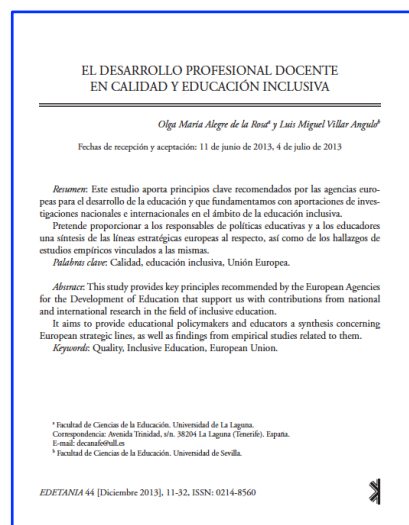 EL DESARROLLO PROFESIONAL DOCENTE
EN CALIDAD Y EDUCACIÓN INCLUSIVA
Olga María Alegre de la Rosaª y Luis Miguel Villar Anguloᵇ
Fechas de recepción y aceptación: 11 de junio de 2013, 4 de julio de 2013
Resumen: Este estudio aporta principios clave recomendados por las agencias euro-
peas para el desarrollo de la educación y que fundamentamos con aportaciones de inves-
tigaciones nacionales e internacionales en el ámbito de la educación inclusiva.
Pretende proporcionar a los responsables de políticas educativas y a los educadores
una síntesis de las líneas estratégicas europeas al respecto, así como de los hallazgos de
estudios empíricos vinculados a las mismas.
Palabras clave: Calidad, educación inclusiva, Unión Europea.
Abstract: This study provides key principles recommended by the European Agencies
for the Development of Education that support us with contributions from national
and international research in the field of inclusive education.
It aims to provide educational policymakers and educators a synthesis concerning
European strategic lines, as well as findings from empirical studies related to them.
Keywords: Quality, Inclusive Education, European Union.
ª Facultad de Ciencias de la Educación. Universidad de La Laguna.
Correspondencia: Avenida Trinidad, s/n. 38204 La Laguna (Tenerife). España.
E-mail: decanafe@ull.es
ᵇ Facultad de Ciencias de la Educación. Universidad de Sevilla.
EDETANIA 44 [Diciembre 2013], 11-32, ISSN: 0214-8560